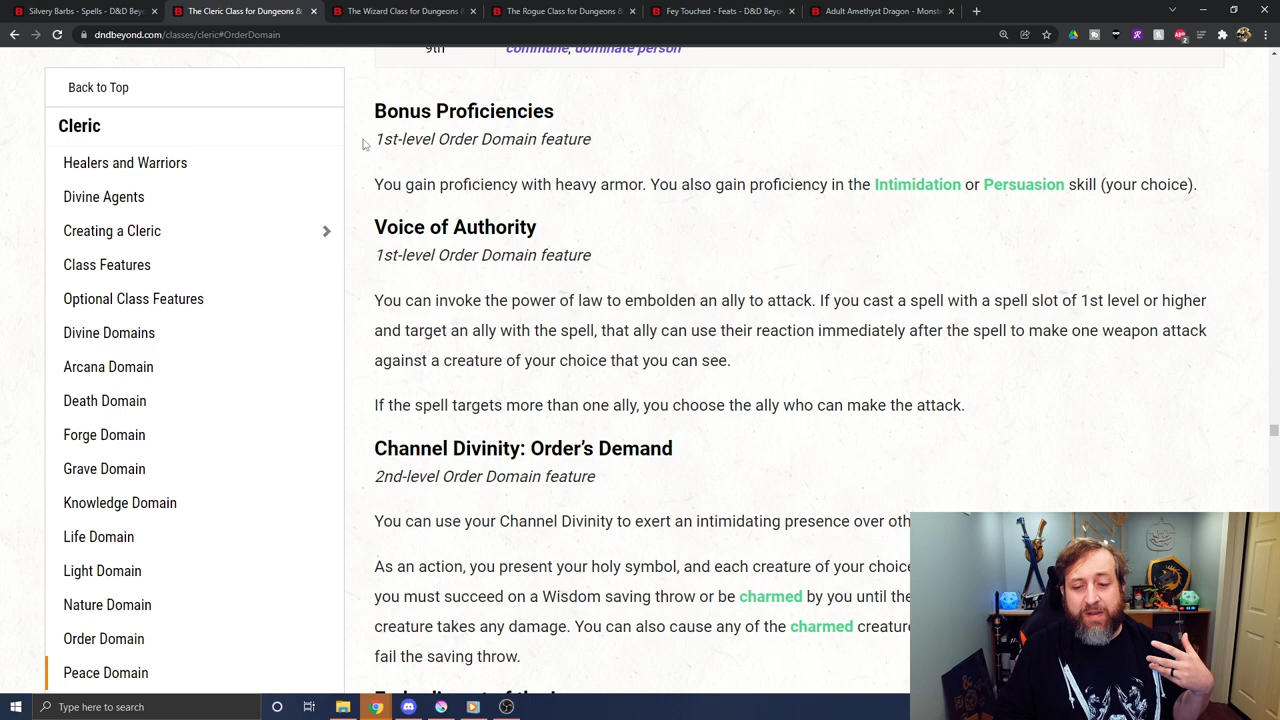 Silvery Barbs - Spells - D&D Bey
The Cleric Class for Dungeons &
The Wizard Class for Dungeons &
The Rogue Class for Dungeons &
Fey Touched - Feats - D&D Beyon
Adult Amethyst Dragon - Monst
dndbeyond.com/classes/cleric#OrderDomain
9th commune, dominate person
Back to Top
Cleric
Healers and Warriors
Divine Agents
Creating a Cleric
Class Features
Optional Class Features
Divine Domains
Arcana Domain
Death Domain
Forge Domain
Grave Domain
Knowledge Domain
Life Domain
Light Domain
Nature Domain
Order Domain
Peace Domain
Bonus Proficiencies
1st-level Order Domain feature
You gain proficiency with heavy armor. You also gain proficiency in the Intimidation or Persuasion skill (your choice).
Voice of Authority
1st-level Order Domain feature
You can invoke the power of law to embolden an ally to attack. If you cast a spell with a spell slot of 1st level or higher
and target an ally with the spell, that ally can use their reaction immediately after the spell to make one weapon attack
against a creature of your choice that you can see.
If the spell targets more than one ally, you choose the ally who can make the attack.
Channel Divinity: Order's Demand
2nd-level Order Domain feature
You can use your Channel Divinity to exert an intimidating presence over oth
As an action, you present your holy symbol, and each creature of your choice
you must succeed on a Wisdom saving throw or be charmed by you until the
creature takes any damage. You can also cause any of the charmed creature
fail the saving throw.
Type here to search